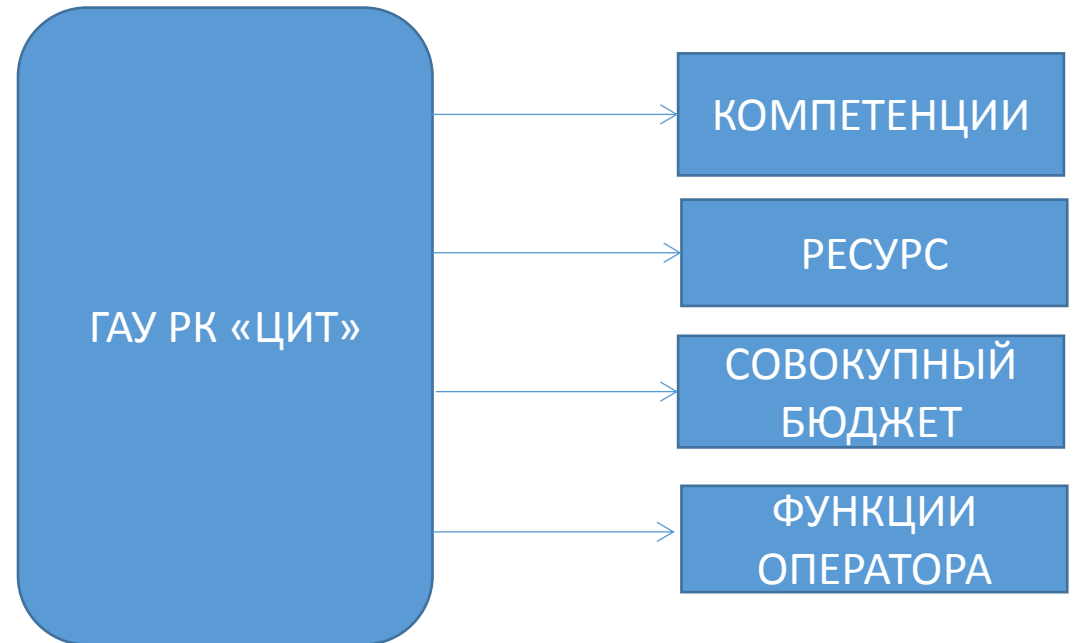 ГАУ РК «ЦИТ»
КОМПЕТЕНЦИИ
РЕСУРС
СОВОКУПНЫЙ
БЮДЖЕТ
ФУНКЦИИ
ОПЕРАТОРА